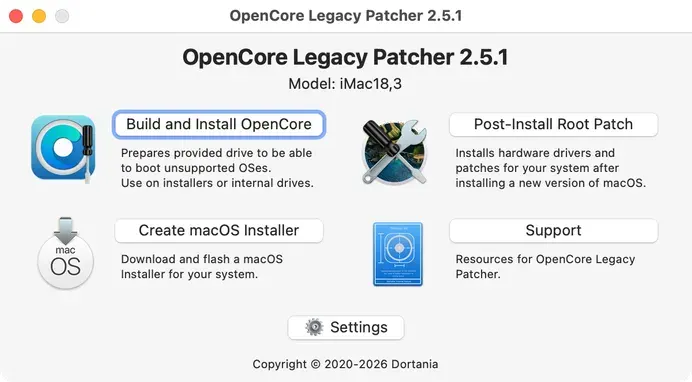 OpenCore Legacy Patcher 2.5.1
OpenCore Legacy Patcher 2.5.1
Model: iMac18,3
Build and Install OpenCore
Prepares provided drive to be able
to boot unsupported OSes.
Use on installers or internal drives.
Post-Install Root Patch
Installs hardware drivers and
patches for your system after
installing a new version of macOS.
mac
OS
Create macOS Installer
Download and flash a macOS
Installer for your system.
Support
Resources for OpenCore Legacy
Patcher.
Settings
Copyright © 2020-2026 Dortania